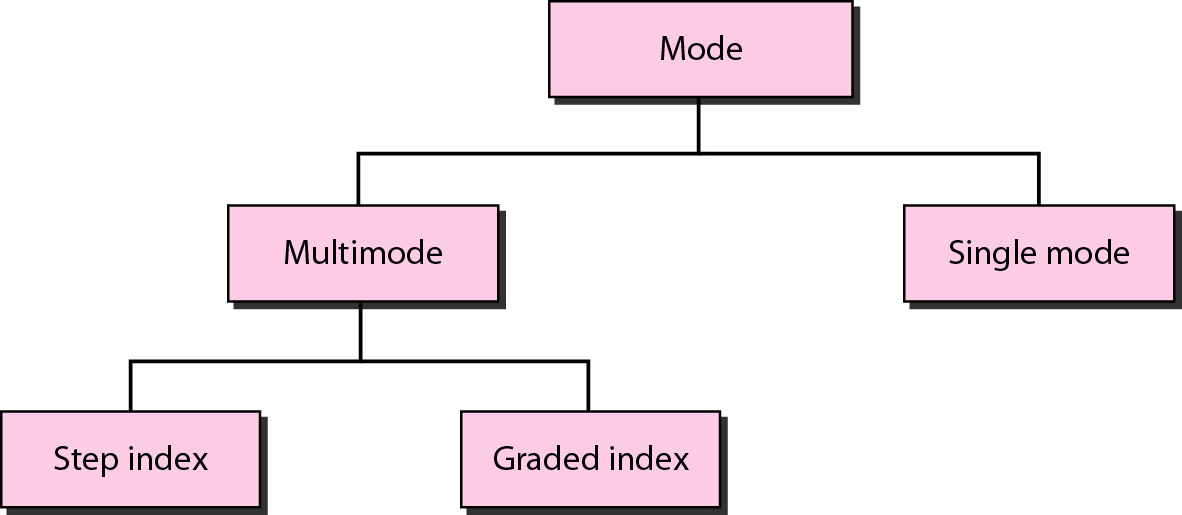 Mode
Multimode
Single mode
Step index
Graded index